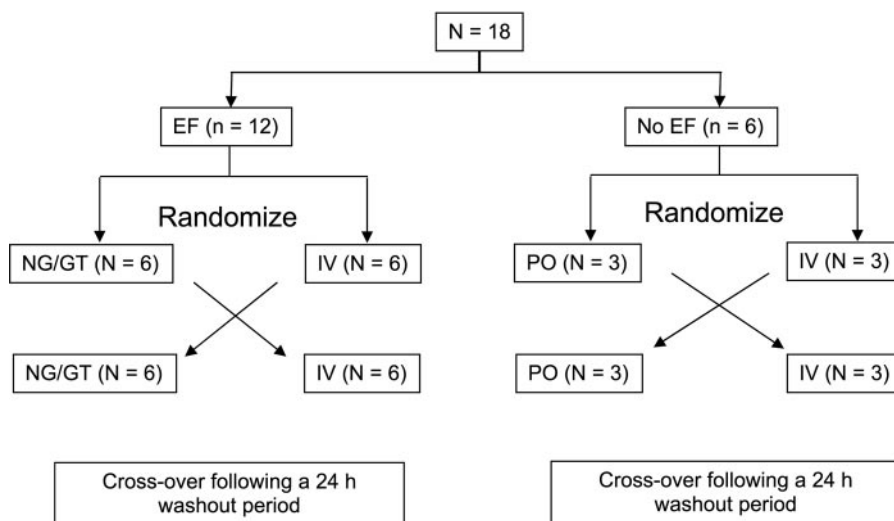 N = 18
EF (n = 12)
No EF (n = 6)
Randomize
Randomize
NG/GT (N = 6)
IV (N = 6)
PO (N = 3)
IV (N = 3)
NG/GT (N = 6)
IV (N = 6)
PO (N = 3)
IV (N = 3)
Cross-over following a 24 h
washout period
Cross-over following a 24 h
washout period